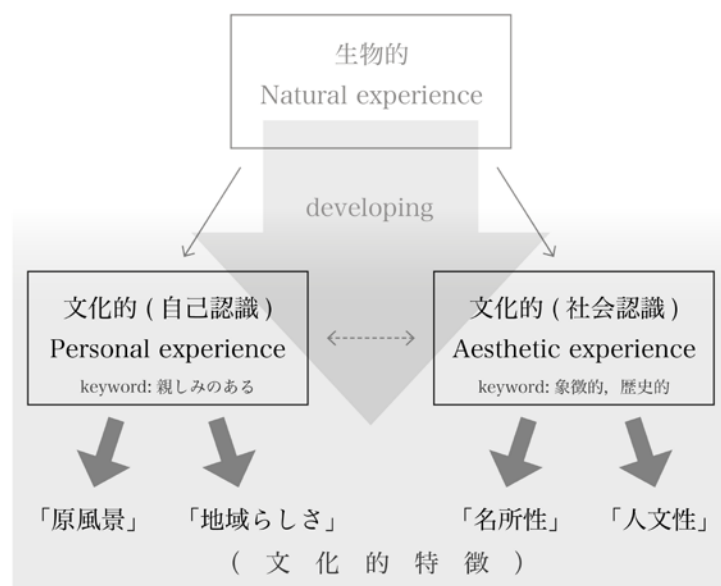 生物的
Natural experience
developing
文化的 ( 自己認識 )
Personal experience
keyword: 親しみのある
文化的 ( 社会認識 )
Aesthetic experience
keyword: 象徴的，歴史的
「原風景」
「地域らしさ」
「名所性」
「人文性」
( 文 化 的 特 徴 )